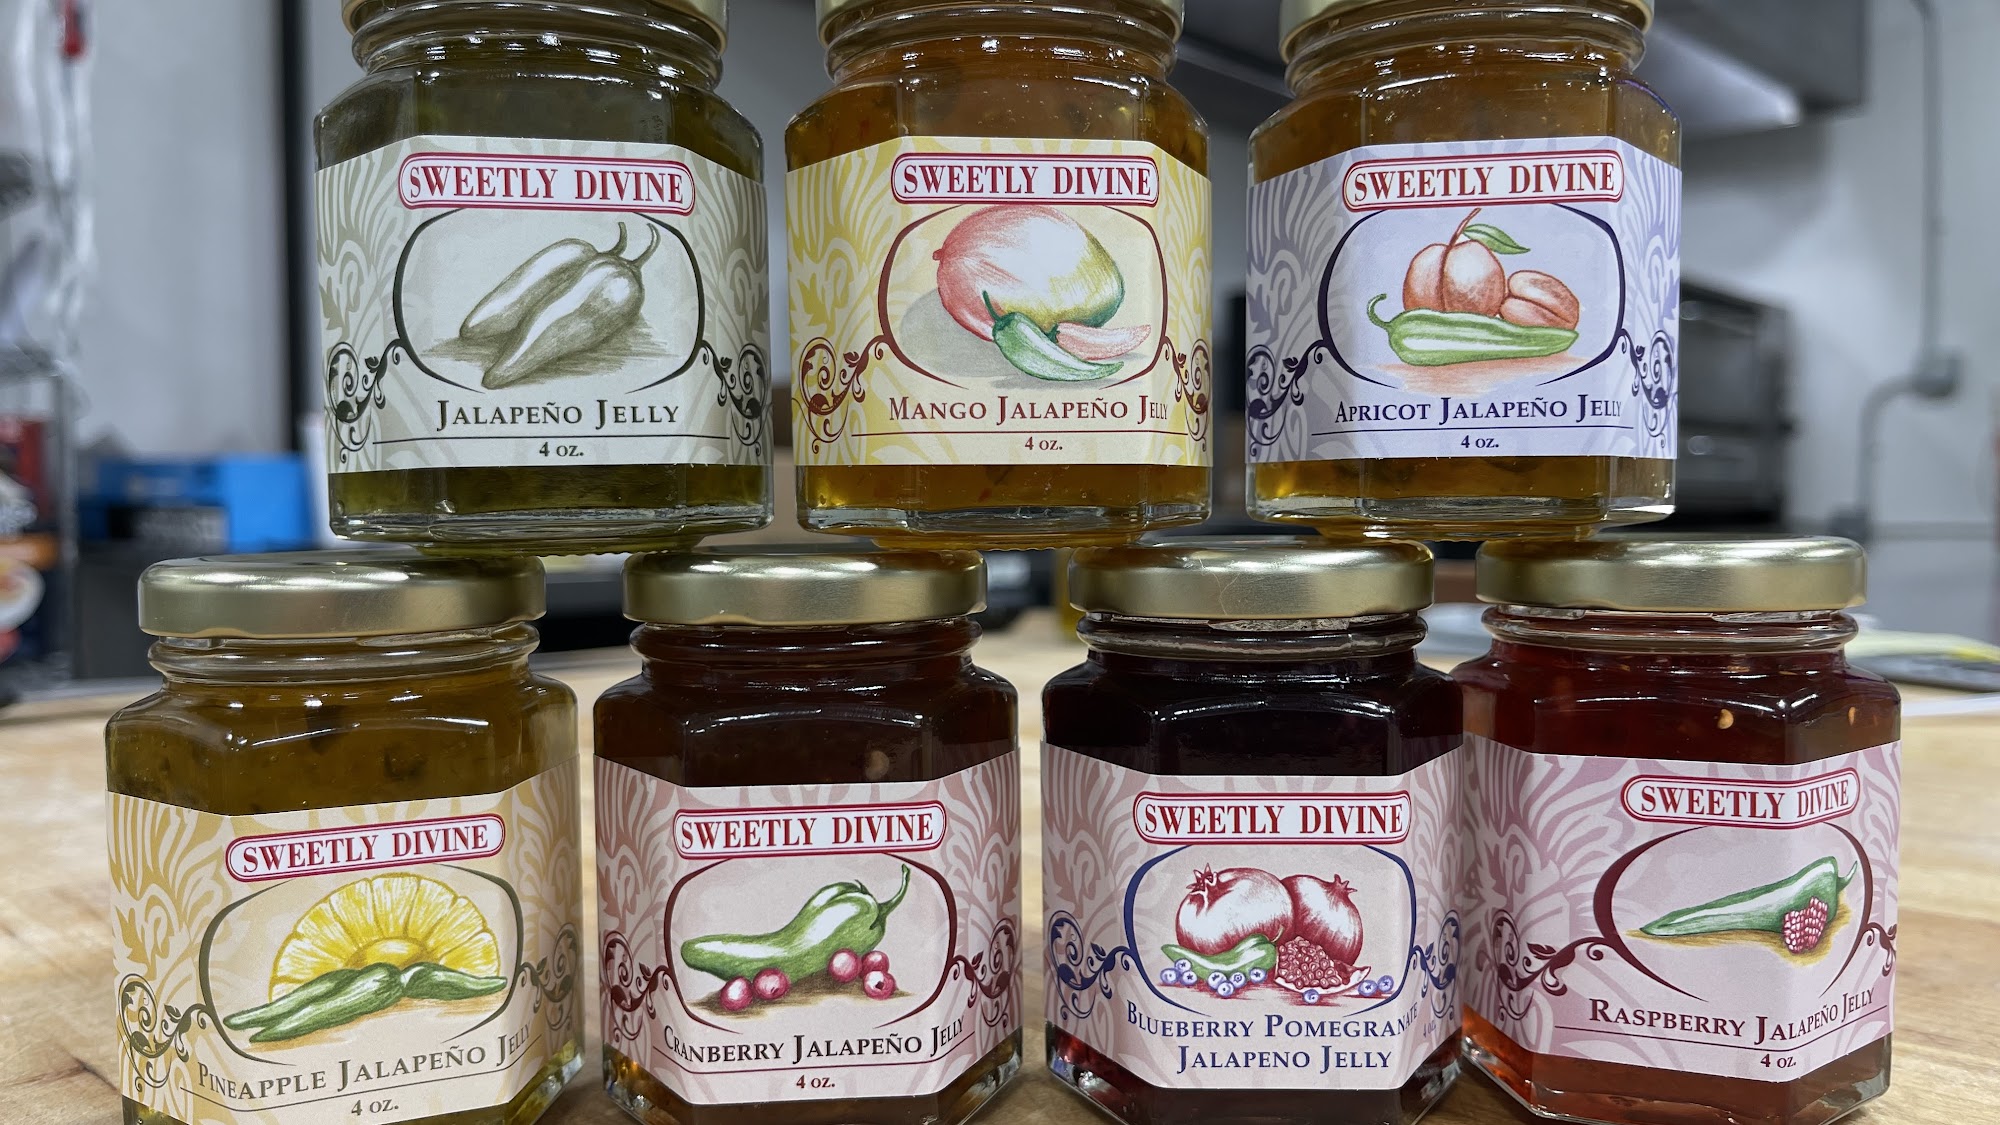 SWEETLY DIVINE
JALAPEÑO JELLY
4 OZ.
SWEETLY DIVINE
MANGO JALAPEÑO JELLY
4 OZ.
SWEETLY DIVINE
APRICOT JALAPEÑO JELLY
4 OZ.
SWEETLY DIVINE
PINEAPPLE JALAPEÑO JELLY
4 OZ.
SWEETLY DIVINE
CRANBERRY JALAPEÑO JELLY
4 OZ.
SWEETLY DIVINE
BLUEBERRY POMEGRANATE
4 OZ.
JALAPENO JELLY
SWEETLY DIVINE
RASPBERRY JALAPEÑO JELLY
4 OZ.